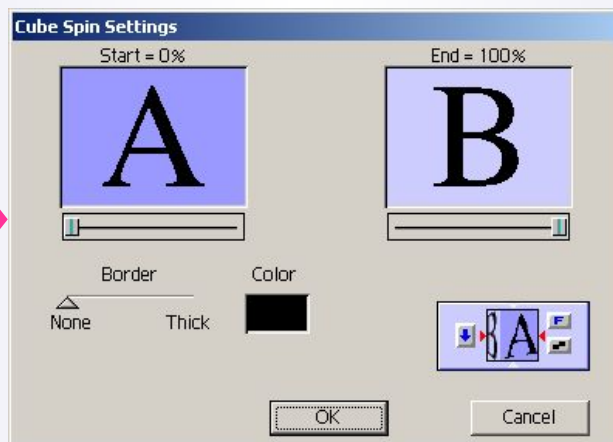 Cube Spin Settings
Start = 0% End = 100%
A B
Border Color
None Thick
B A F
OK Cancel